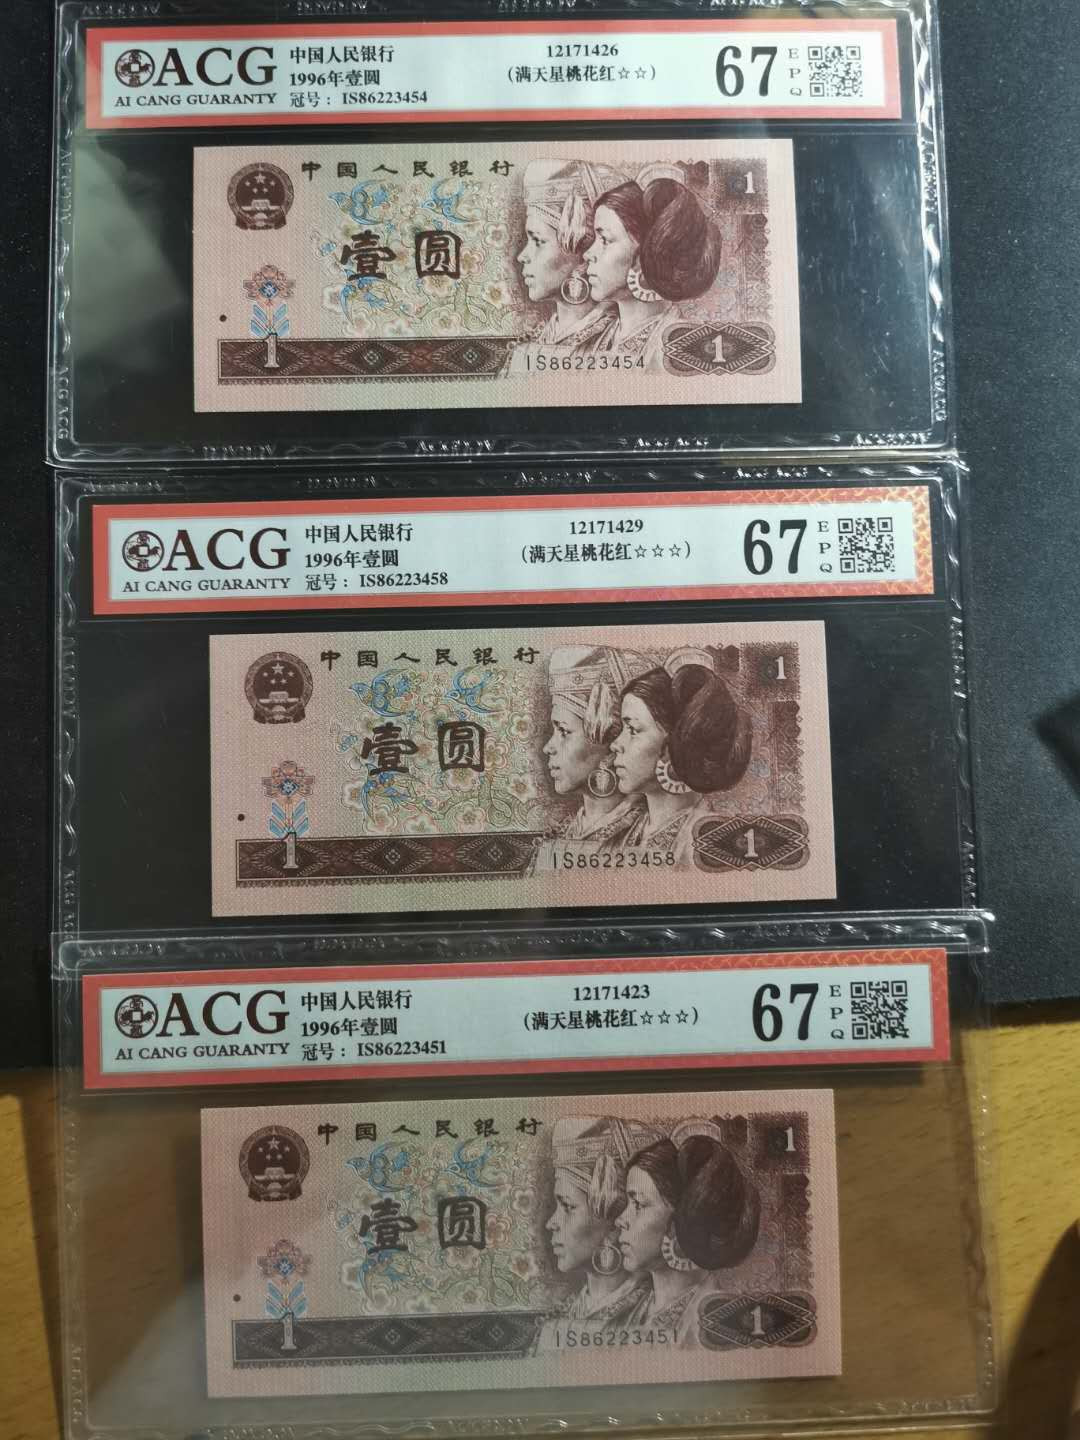 ACG
AI CANG GUARANTY
中国人民银行
1996年壹圆
冠号： IS86223454
12171426
（满天星桃花红☆☆）
67
E
P
Q
中国人民银行
壹圆
1
1
IS86223454
1
ACG
AI CANG GUARANTY
中国人民银行
1996年壹圆
冠号： IS86223458
12171429
（满天星桃花红☆☆☆）
67
E
P
Q
中国人民银行
壹圆
1
1
IS86223458
1
ACG
AI CANG GUARANTY
中国人民银行
1996年壹圆
冠号： IS86223451
12171423
（满天星桃花红☆☆☆）
67
E
P
Q
中国人民银行
壹圆
1
1
IS86223451
1